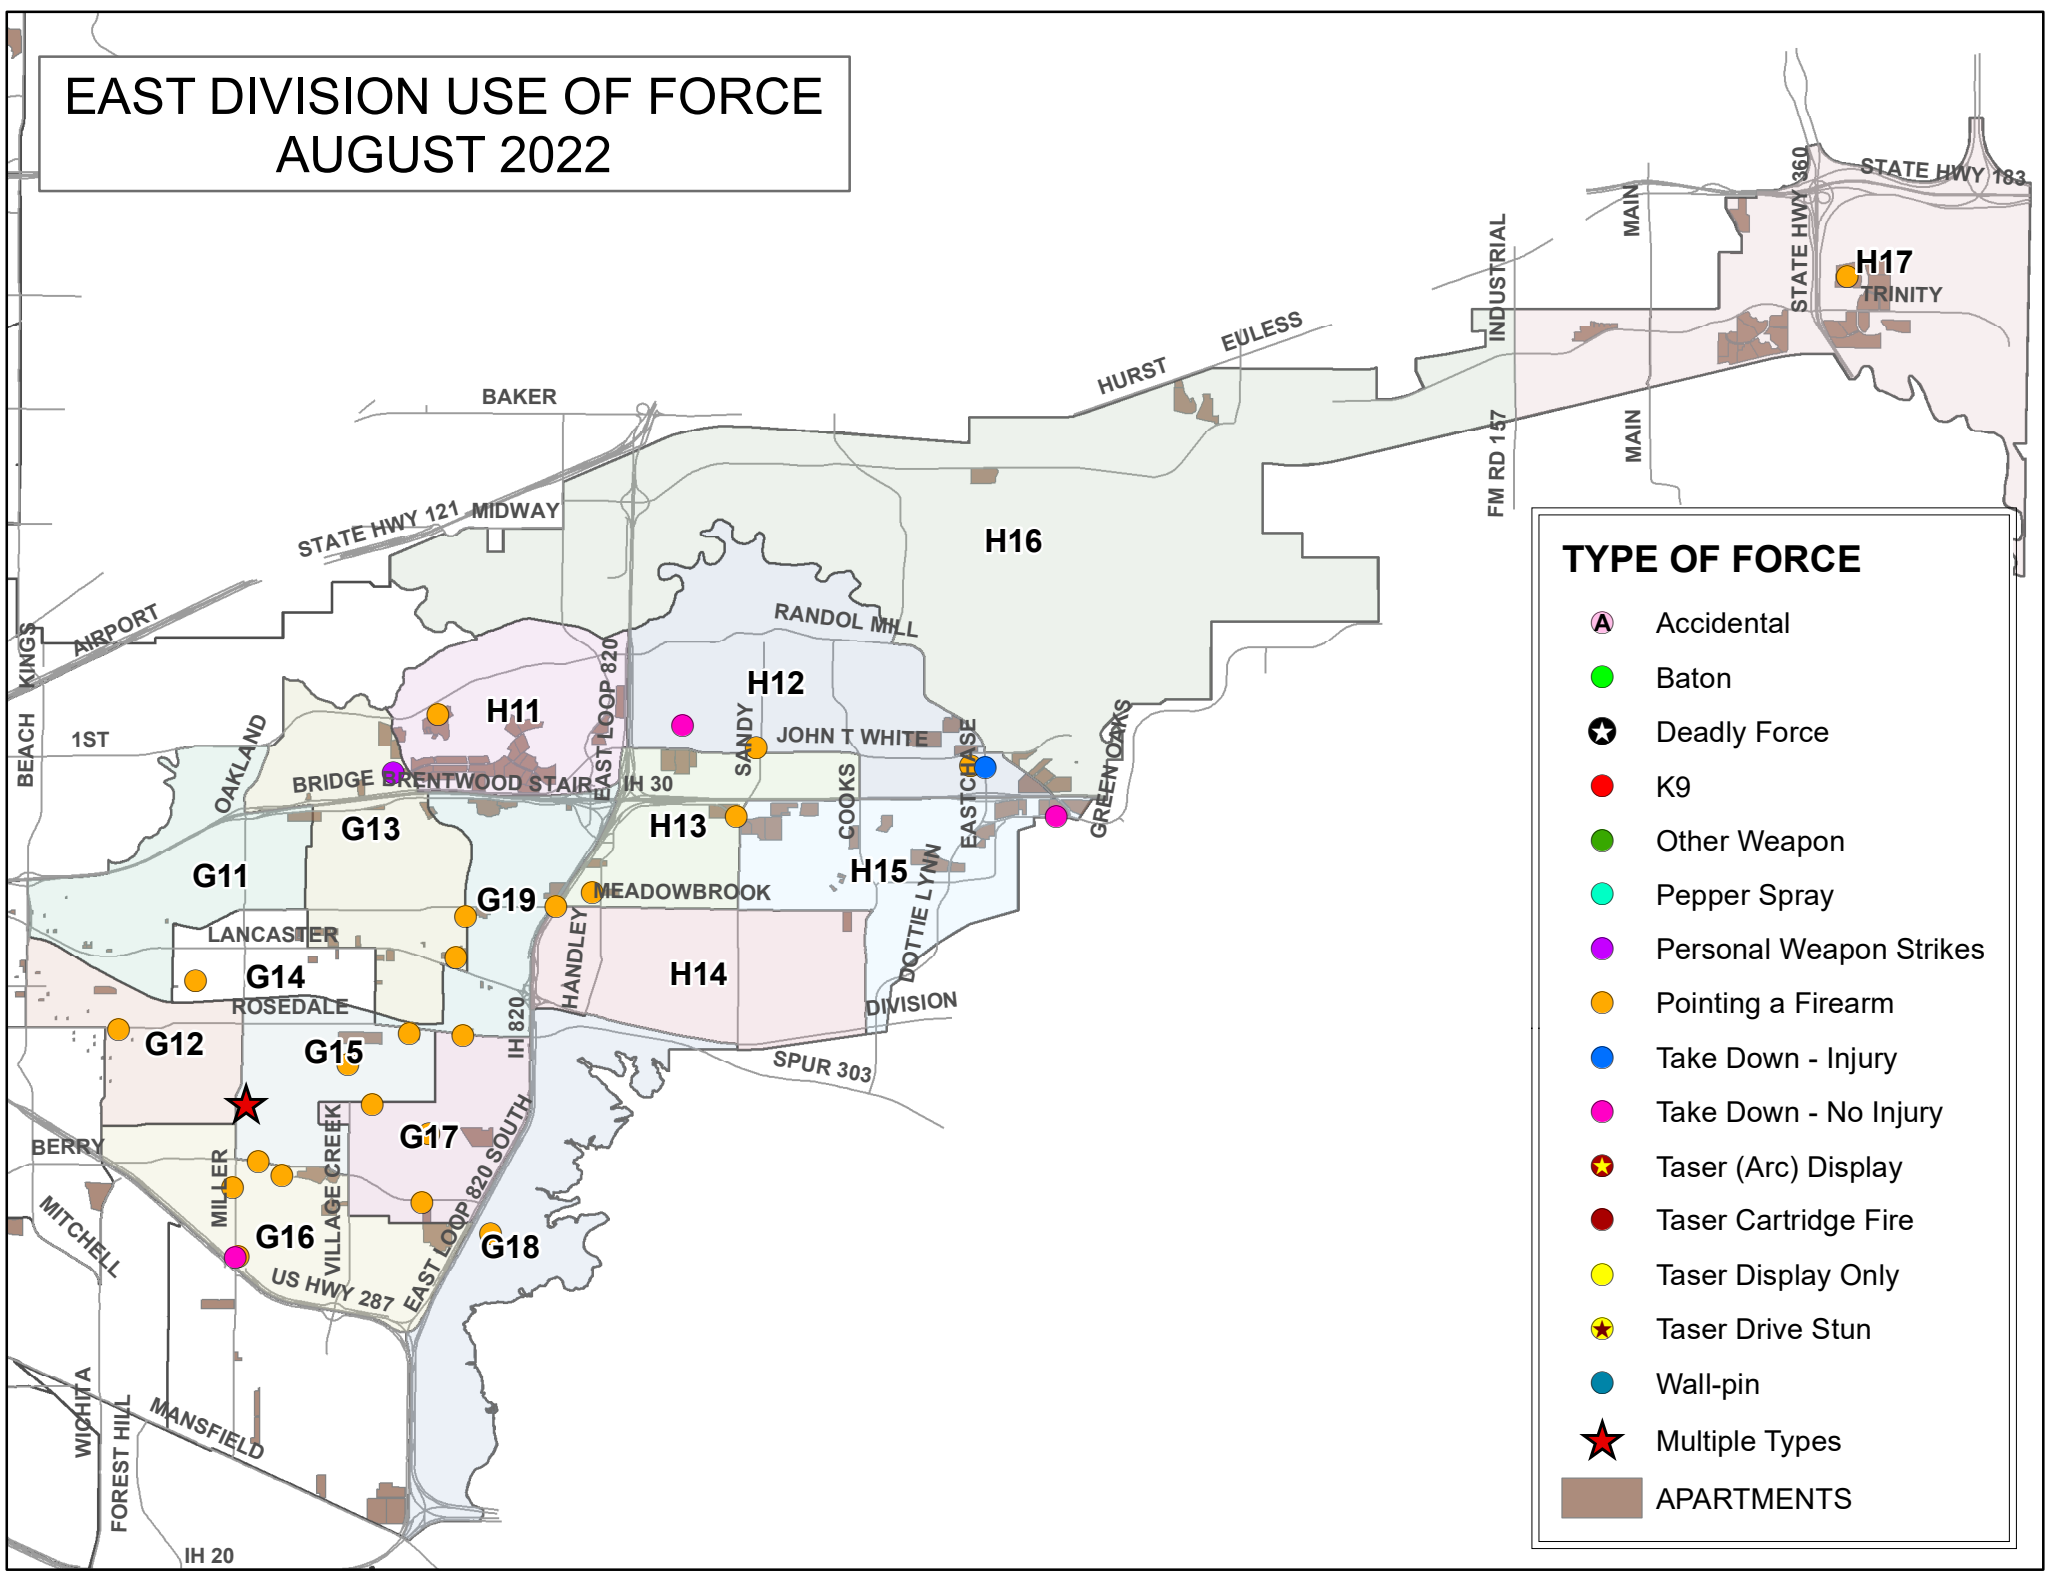 EAST DIVISION USE OF FORCE
AUGUST 2022
STATE HWY 183
STATE HWY 360
MAIN
INDUSTRIAL
H17
TRINITY
HURST
EULESS
BAKER
FM RD 157
MAIN
STATE HWY 121
MIDWAY
H16
AIRPORT
KINGS
RANDOL MILL
EAST LOOP 820
H12
H11
BEACH
1ST
OAKLAND
SANDY
JOHN T WHITE
EASTCHASE
GREEN OAKS
BRIDGE
BRENTWOOD STAIR
IH 30
COOKS
G13
H13
G11
H15
G19
MEADOWBROOK
DOTTIE LYNN
LANCASTER
G14
HANDLEY
H14
ROSEDALE
DIVISION
IH 820
G12
G15
SPUR 303
G17
BERRY
MILLER
VILLAGE CREEK
EAST LOOP 820 SOUTH
MITCHELL
G16
G18
US HWY 287
WICHITA
FOREST HILL
MANSFIELD
IH 20
TYPE OF FORCE
A Accidental
Baton
Deadly Force
K9
Other Weapon
Pepper Spray
Personal Weapon Strikes
Pointing a Firearm
Take Down - Injury
Take Down - No Injury
Taser (Arc) Display
Taser Cartridge Fire
Taser Display Only
Taser Drive Stun
Wall-pin
Multiple Types
APARTMENTS